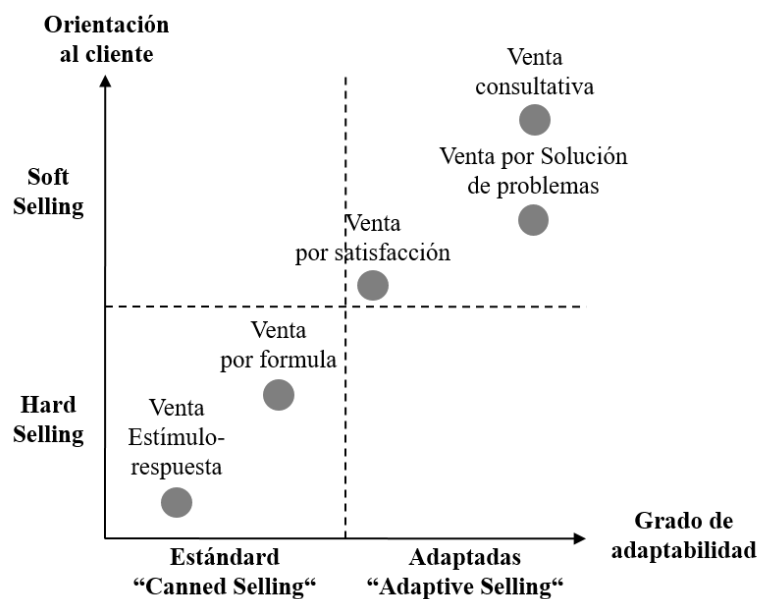 Orientación
al cliente
Venta
consultativa
Venta por Solución
de problemas
Soft
Selling
Venta
por satisfacción
Venta
por formula
Hard
Selling
Venta
Estímulo-
respuesta
Grado de
adaptabilidad
Estándard
“Canned Selling“
Adaptadas
“Adaptive Selling“